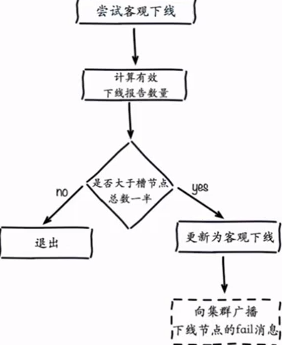 尝试客观下线
计算有效
下线报告数量
是否大于槽节点
总数一半
no
yes
退出
更新为客观下线
向集群广播
下线节点的fail消息